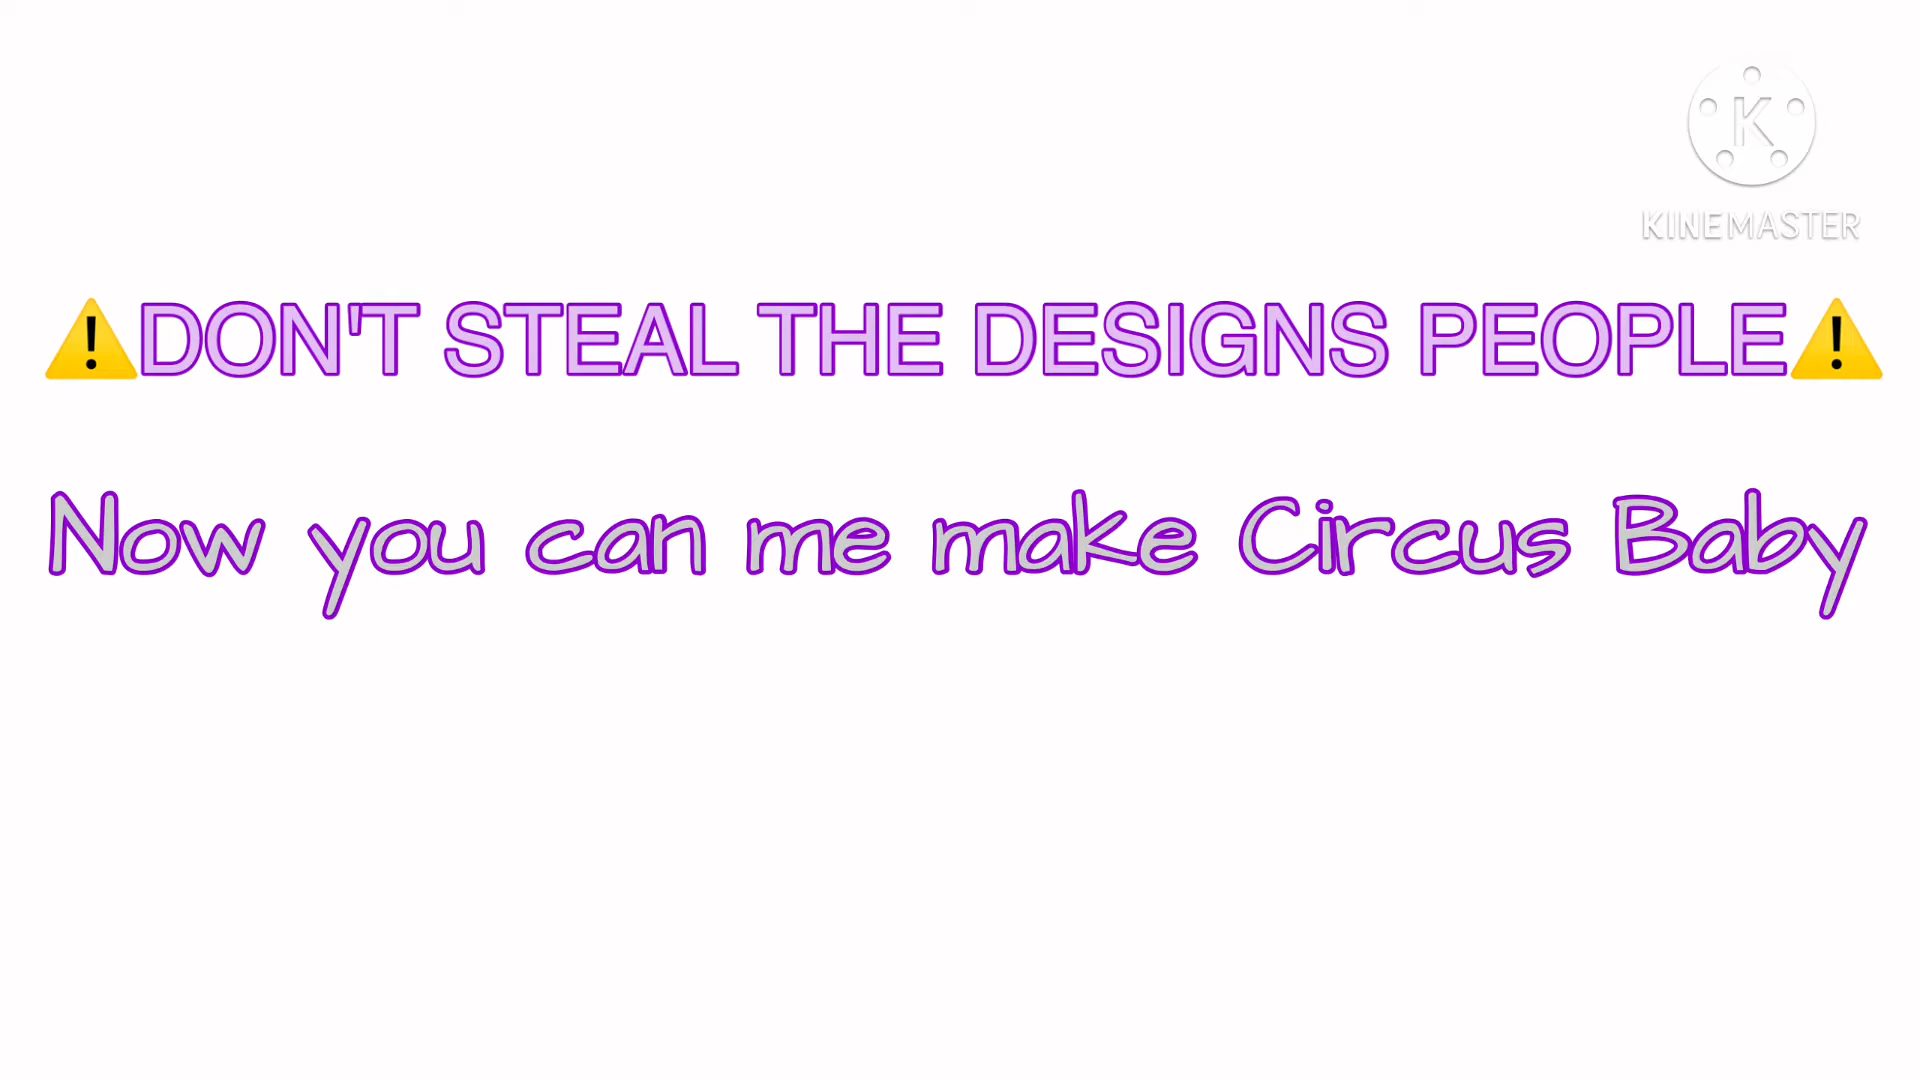 K
KINEMASTER
⚠️DON'T STEAL THE DESIGNS PEOPLE⚠️
Now you can me make Circus Baby